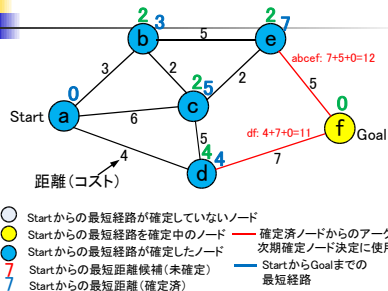 2 3 2 7
b 5 e
abcef: 7+5+0=12
3 2 2 5
0 2 5 0
Start a 6 c f Goal
df: 4+7+0=11
4 5 4 4 7
d
距離(コスト)
Startからの最短経路が確定していないノード
Startからの最短経路を確定中のノード
Startからの最短経路が確定したノード
7 Startからの最短距離候補(未確定)
7 Startからの最短距離(確定済)
確定済ノードからのアーク
次期確定ノード決定に使用
StartからGoalまでの
最短経路